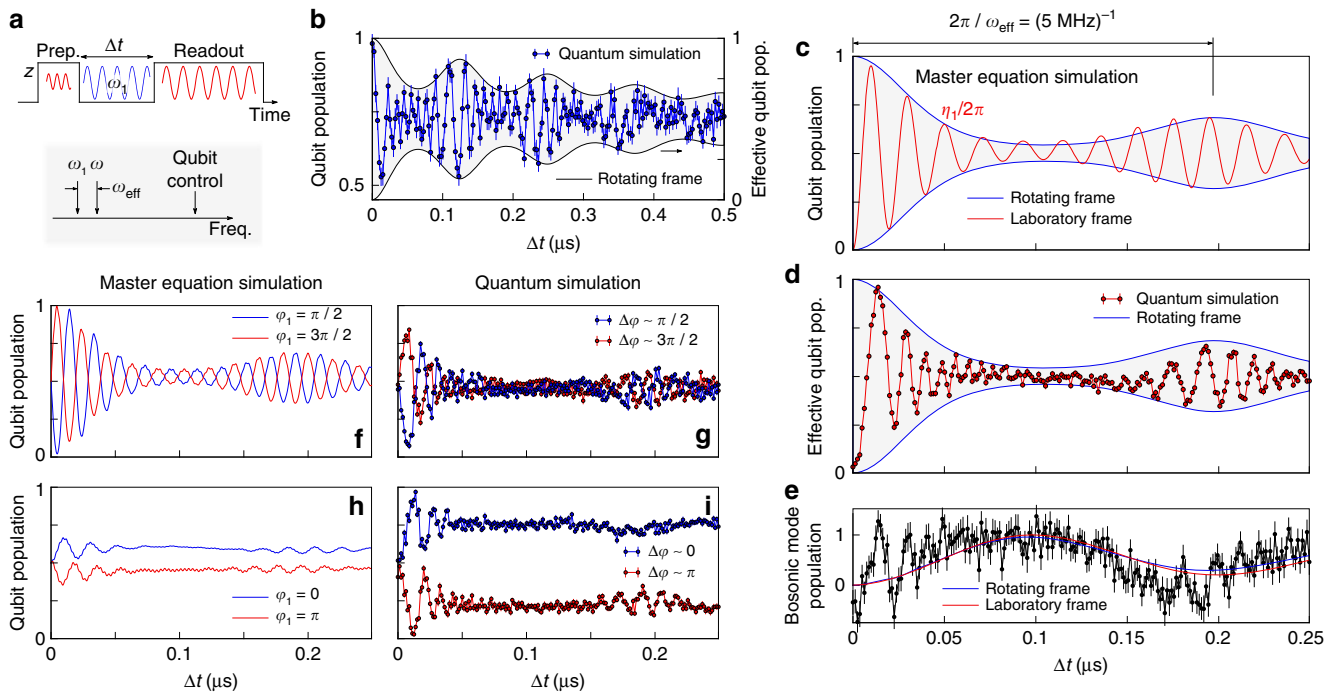 a
Prep.
Δt
Readout
z
ω1
Time
ω1 ω
ωeff
Qubit
control
Freq.
b
1
0.5
Qubit population
Quantum simulation
Rotating frame
1
0
Effective qubit pop.
0
0.1
0.2
0.3
0.4
0.5
Δt (μs)
2π / ωeff = (5 MHz)−1
c
1
0
Qubit population
Master equation simulation
η1/2π
Rotating frame
Laboratory frame
d
1
0
Effective qubit pop.
Quantum simulation
Rotating frame
e
1
0
Bosonic mode
population
Rotating frame
Laboratory frame
0
0.05
0.1
0.15
0.2
0.25
Δt (μs)
Master equation simulation
1
0
Qubit population
φ1 = π / 2
φ1 = 3π / 2
f
Quantum simulation
Δφ ~ π / 2
Δφ ~ 3π / 2
g
1
0
Qubit population
h
φ1 = 0
φ1 = π
0
0.1
0.2
Δt (μs)
i
Δφ ~ 0
Δφ ~ π
0
0.1
0.2
Δt (μs)